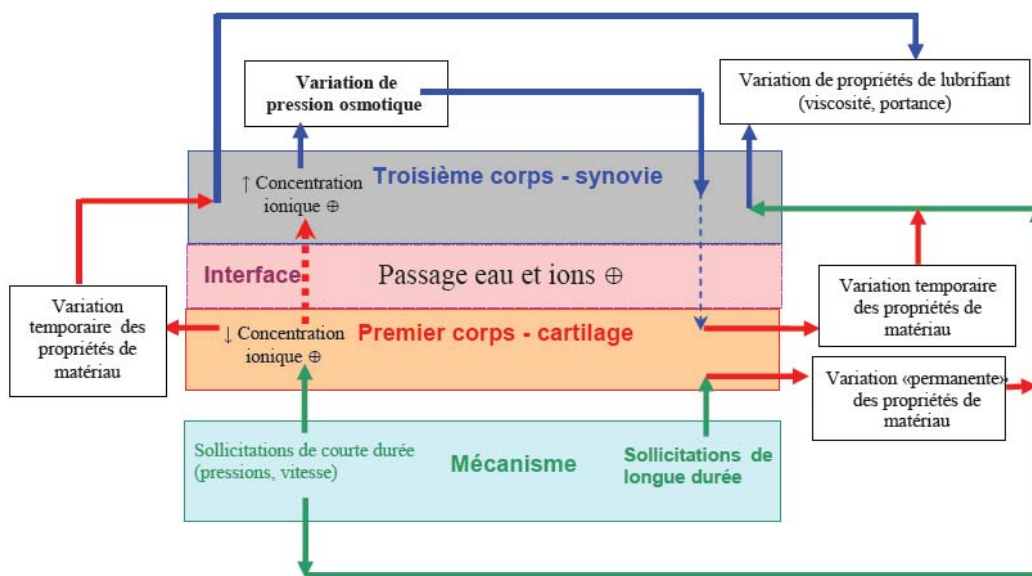 Variation de
pression osmotique
Variation de propriétés de lubrifiant
(viscosité, portance)
Troisième corps - synovie
↑ Concentration
ionique ⊕
Interface
Passage eau et ions ⊕
Variation
temporaire des
propriétés de
matériau
Premier corps - cartilage
↓ Concentration
ionique ⊕
Variation temporaire
des propriétés de
matériau
Variation «permanente»
des propriétés de
matériau
Sollicitations de courte durée
(pressions, vitesse)
Mécanisme
Sollicitations de
longue durée